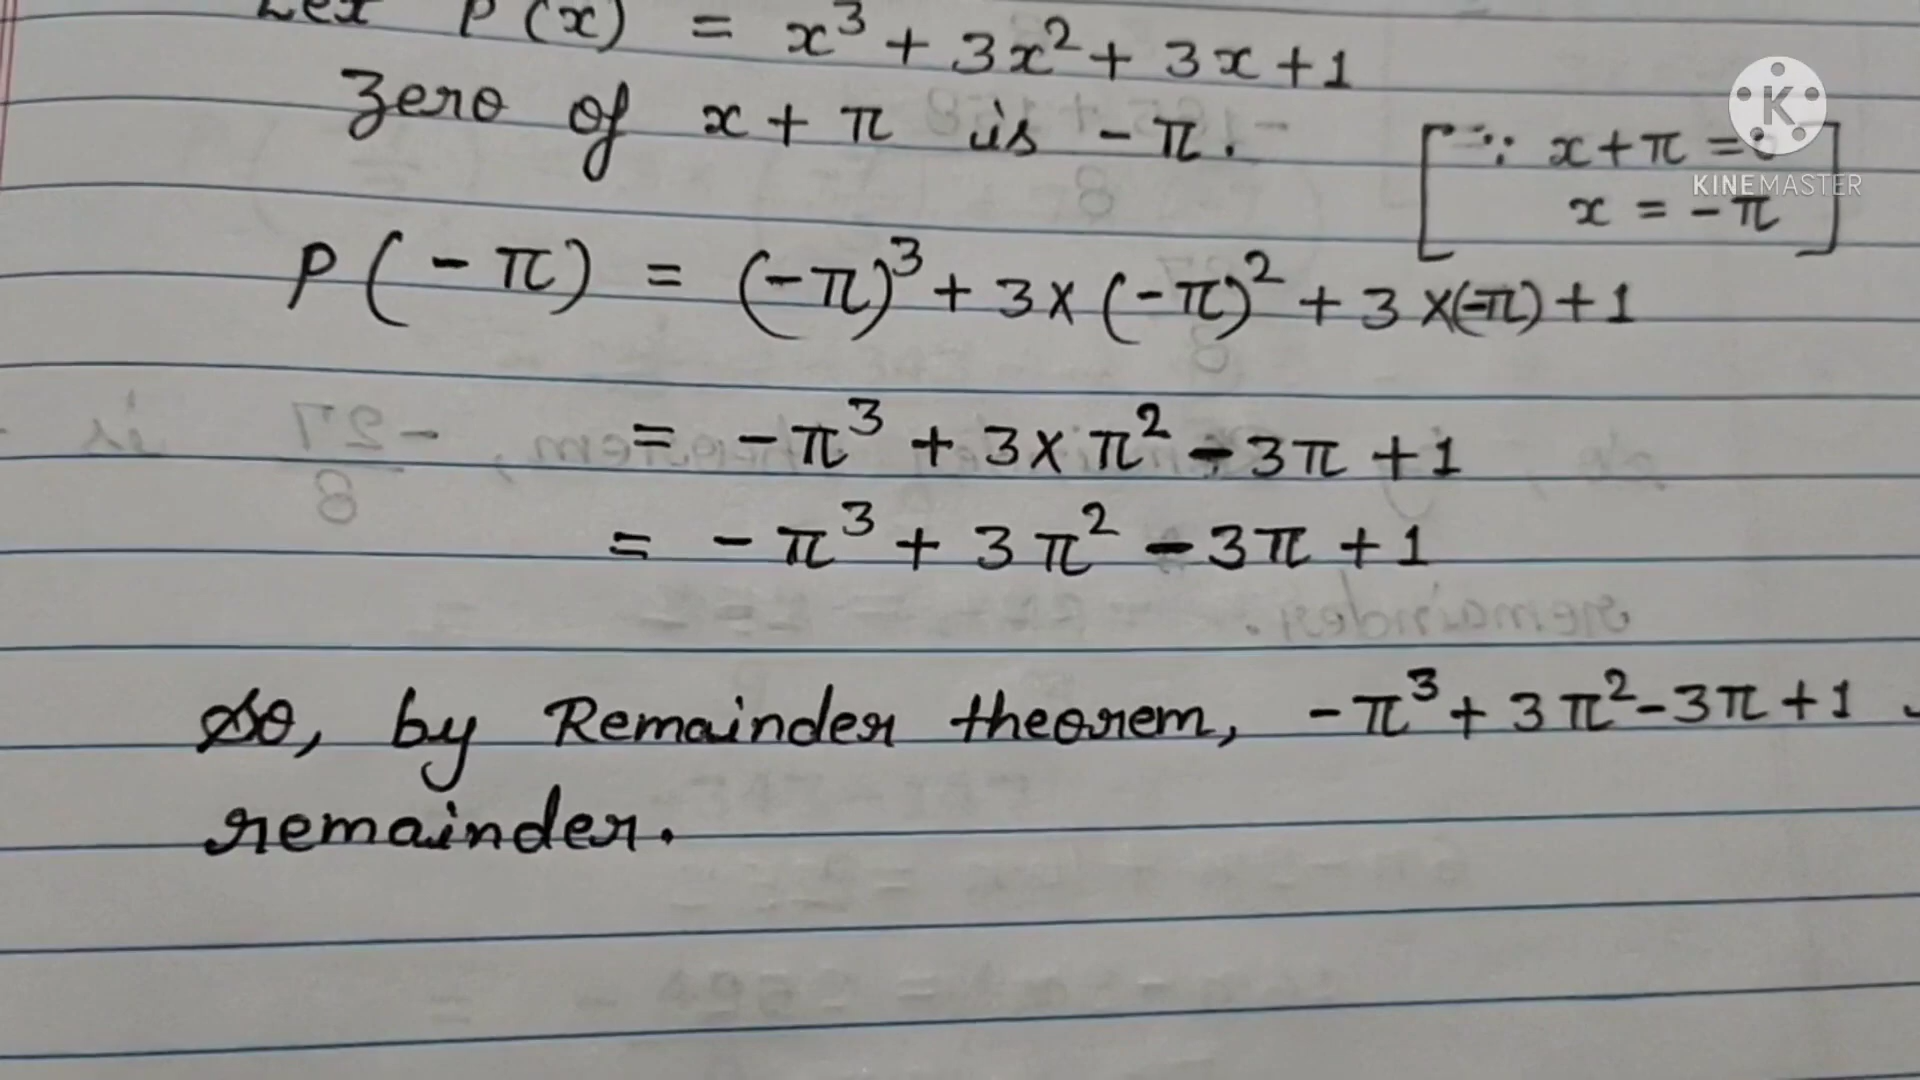 Let P(x) = x³ + 3x² + 3x + 1
Zero of x + π is - π.
[∵ x + π = 0
x = - π]
KINEMASTER
P(-π) = (-π)³ + 3 × (-π)² + 3 × (-π) + 1
= -π³ + 3 × π² - 3π + 1
= -π³ + 3π² - 3π + 1
So, by Remainder theorem, -π³ + 3π² - 3π + 1
remainder.